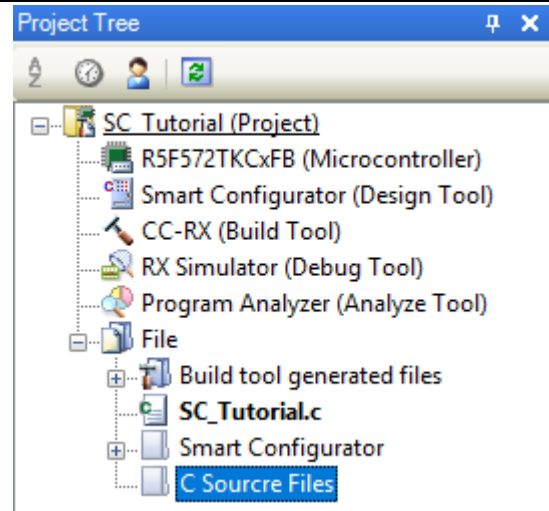 Project Tree
SC_Tutorial (Project)
R5F572TKCxFB (Microcontroller)
Smart Configurator (Design Tool)
CC-RX (Build Tool)
RX Simulator (Debug Tool)
Program Analyzer (Analyze Tool)
File
Build tool generated files
SC_Tutorial.c
Smart Configurator
C Sourcre Files